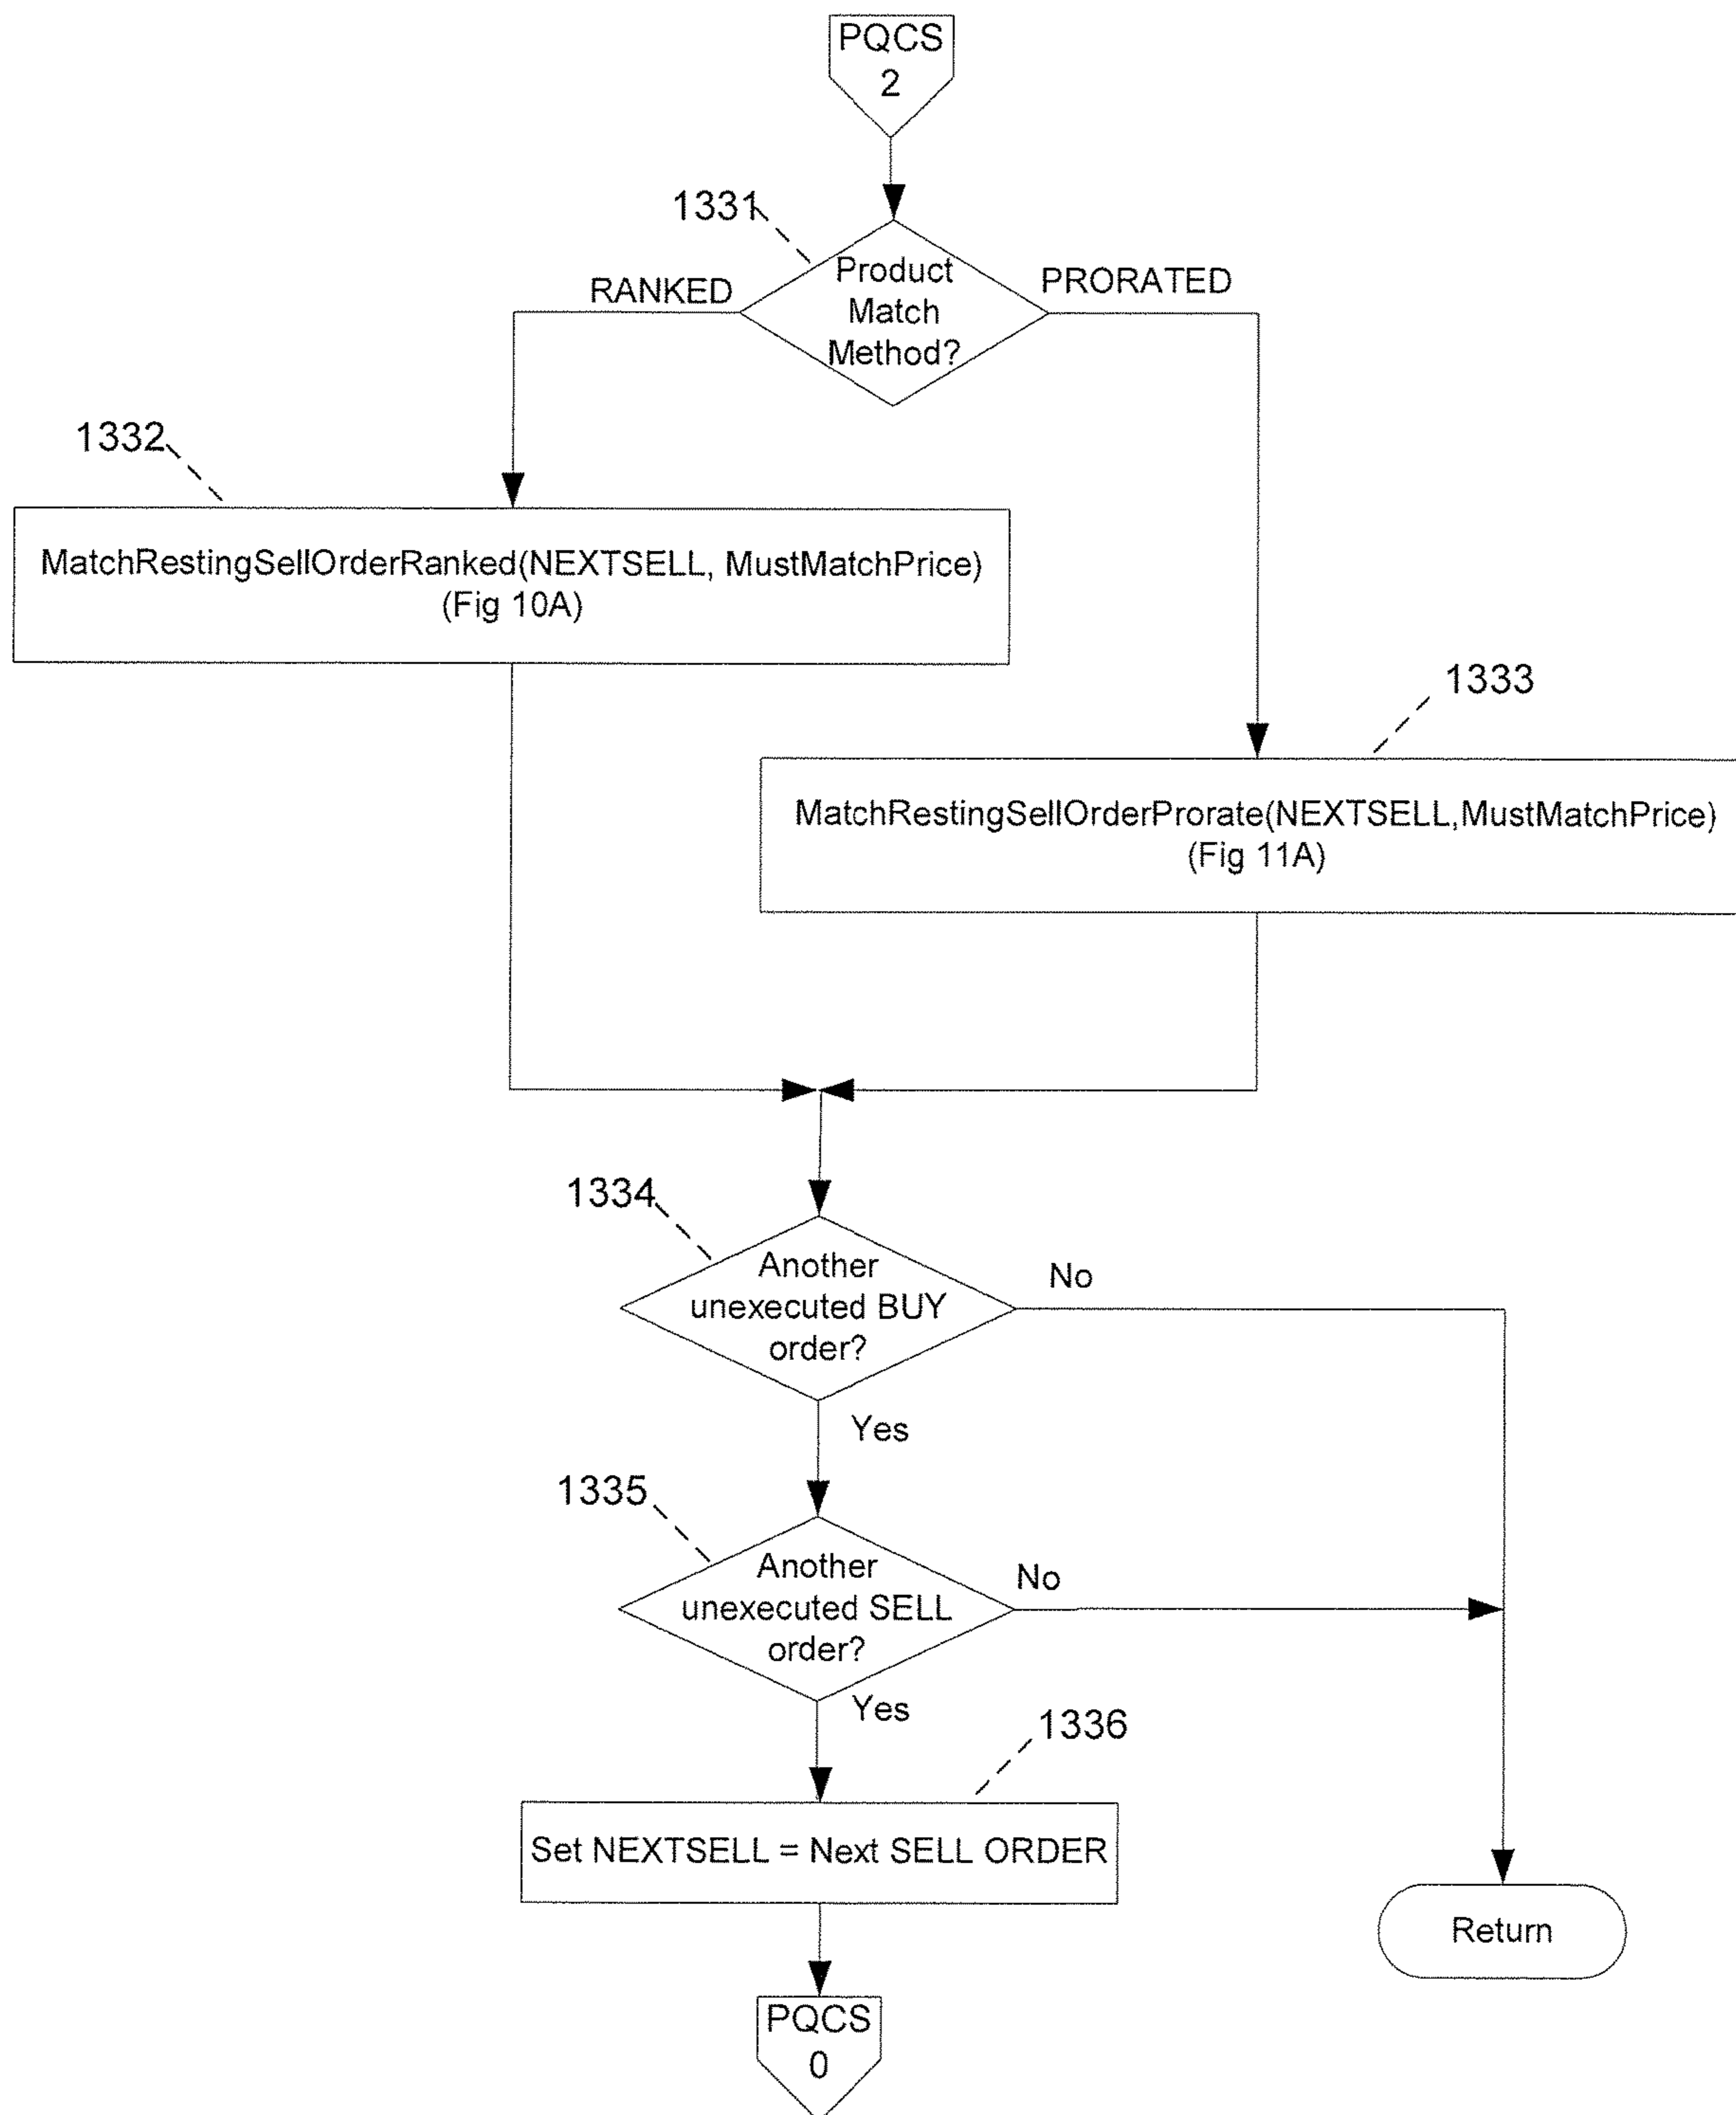 PQCS
2
1331
RANKED
PRORATED
Product
Match
Method?
1332
MatchRestingSellOrderRanked(NEXTSELL, MustMatchPrice)
(Fig 10A)
1333
MatchRestingSellOrderProrate(NEXTSELL,MustMatchPrice)
(Fig 11A)
1334
Another
unexecuted BUY
order?
No
Yes
1335
Another
unexecuted SELL
order?
No
Yes
1336
Set NEXTSELL = Next SELL ORDER
Return
PQCS
0